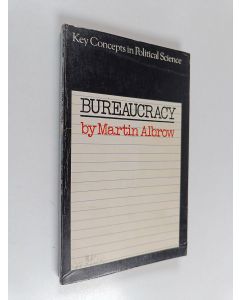 Key Concepts in Political Science
BUREAUCRACY
by Martin Albrow